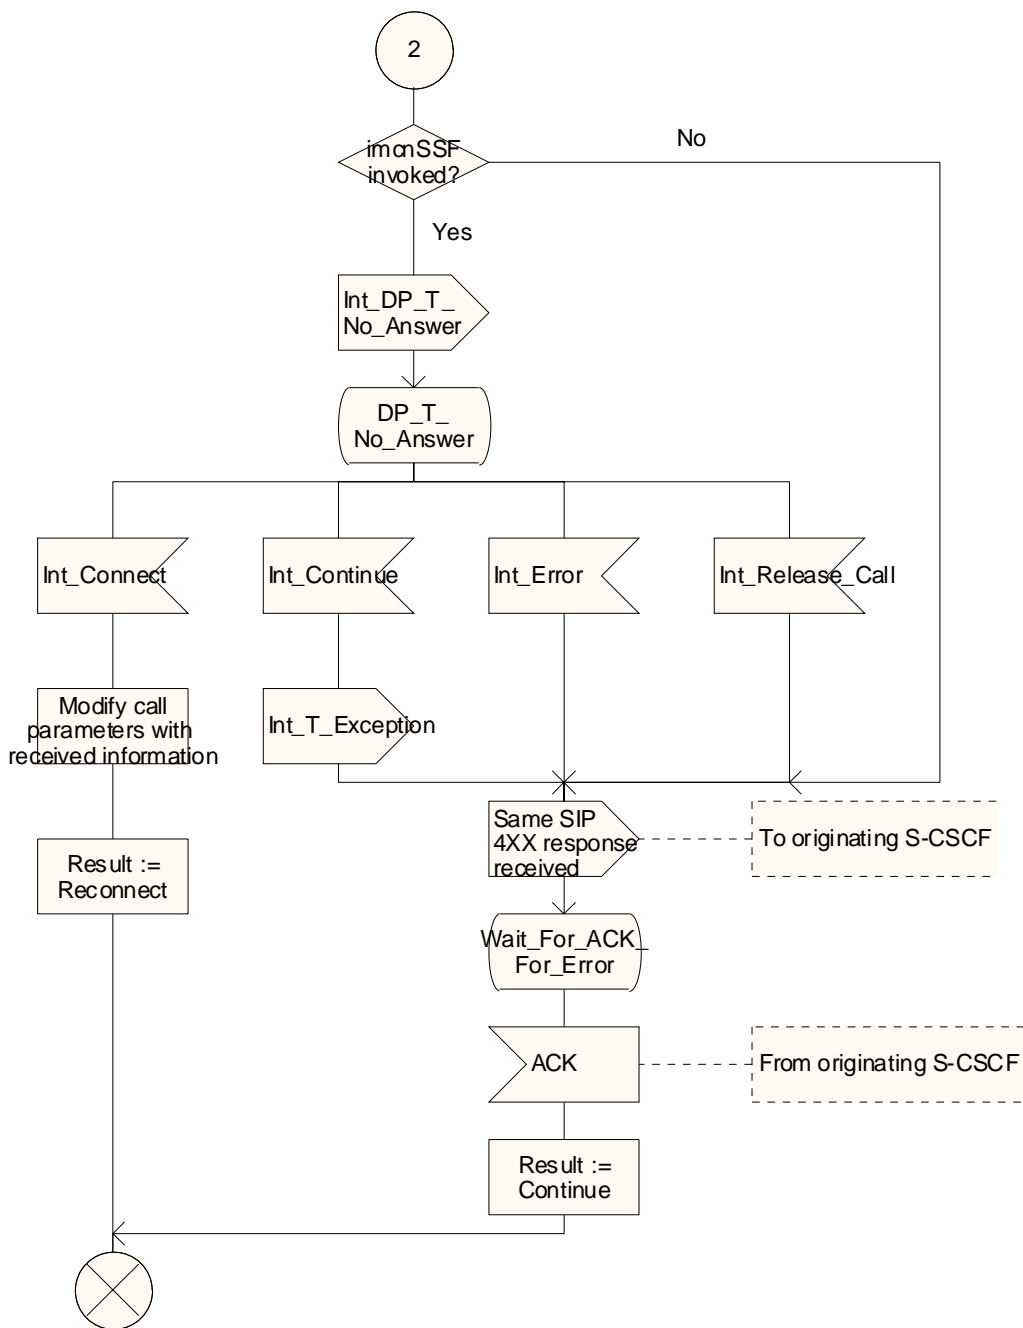 2
imcnSSF
invoked?
No
Yes
Int_DP_T_
No_Answer
DP_T_
No_Answer
Int_Connect
Int_Continue
Int_Error
Int_Release_Call
Modify call
parameters with
received information
Int_T_Exception
Same SIP
4XX response
received
To originating S-CSCF
Result :=
Reconnect
Wait_For_ACK_
For_Error
ACK
From originating S-CSCF
Result :=
Continue